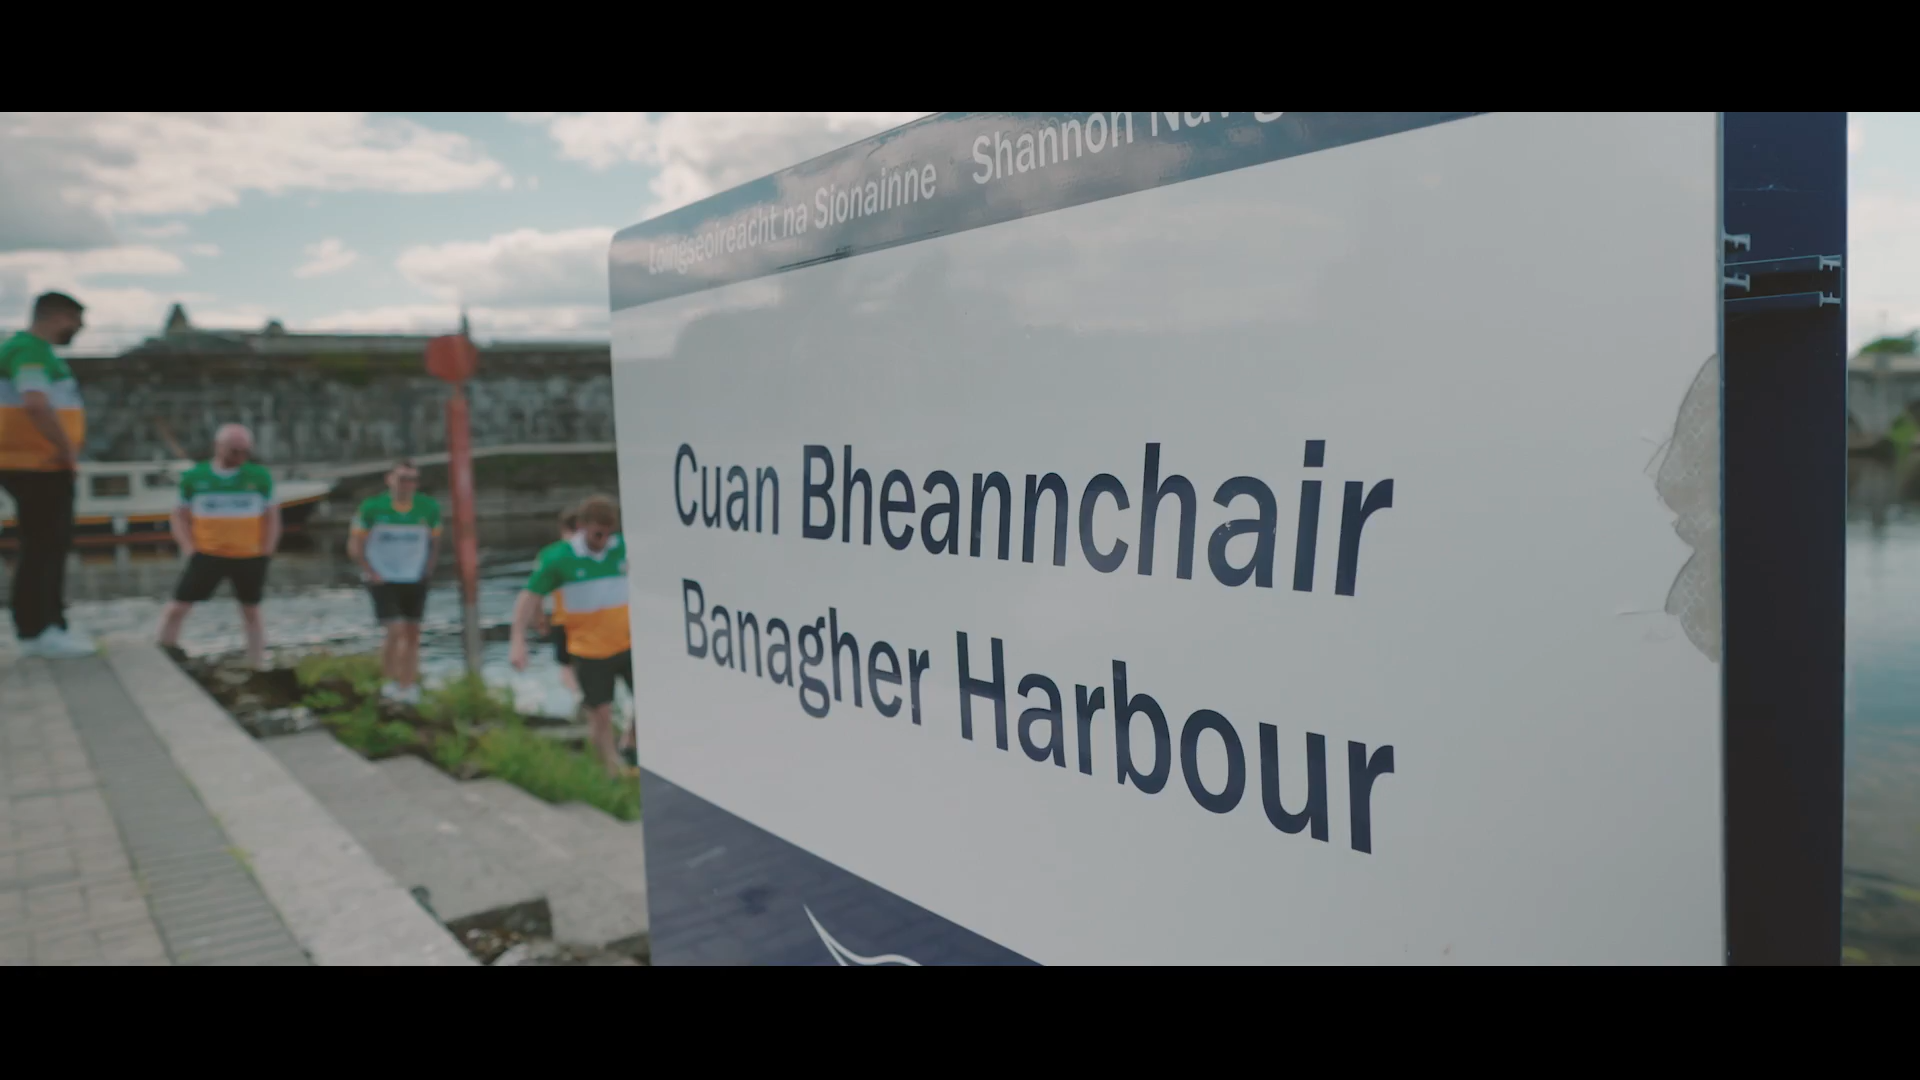 Loingseoireacht na Sionainne Shannon
Cuan Bheannchair
Banagher Harbour